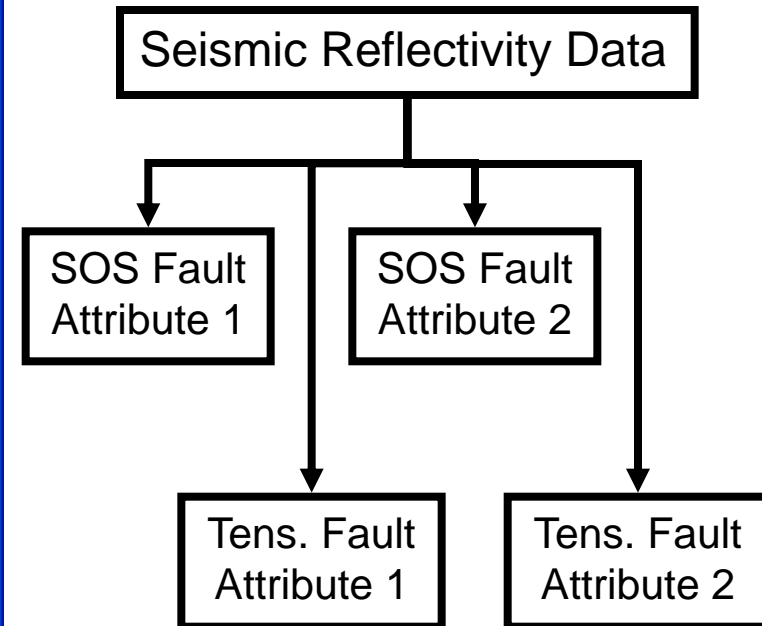 Seismic Reflectivity Data
SOS Fault
Attribute 1
SOS Fault
Attribute 2
Tens. Fault
Attribute 1
Tens. Fault
Attribute 2